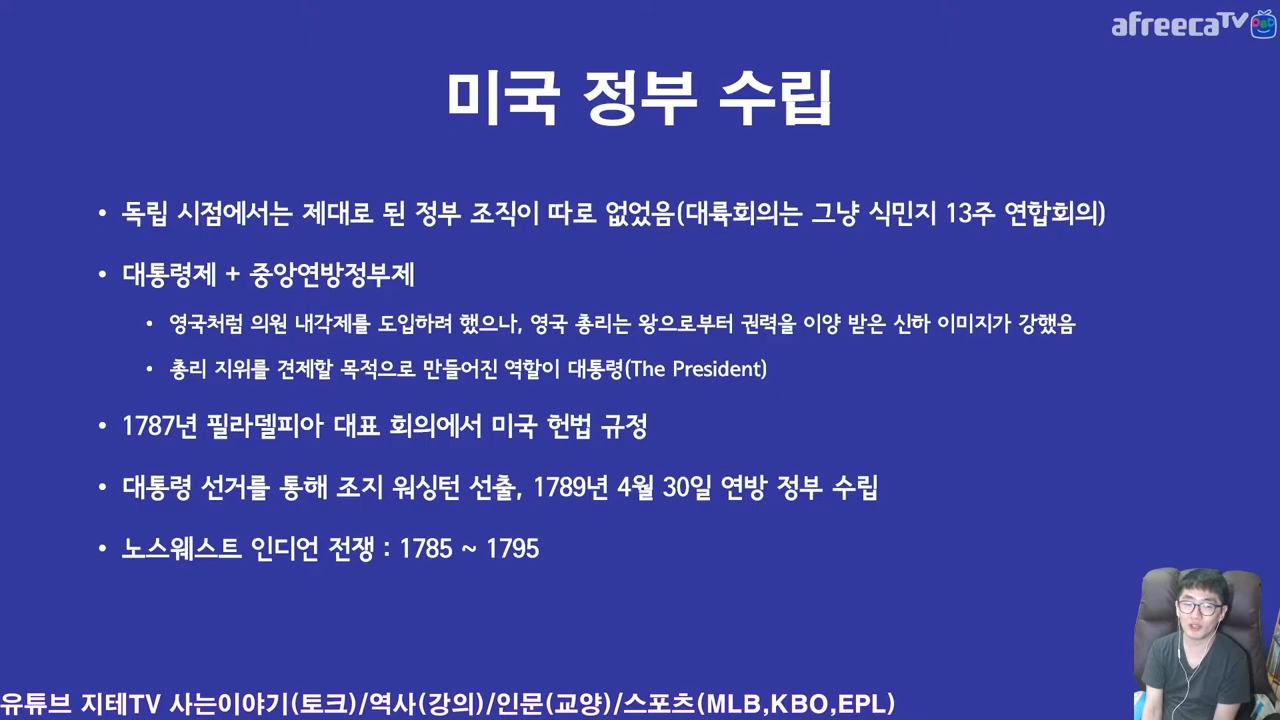 afreecaTV
미국 정부 수립
• 독립 시점에서는 제대로 된 정부 조직이 따로 없었음(대륙회의는 그냥 식민지 13주 연합회의)
• 대통령제 + 중앙연방정부제
• 영국처럼 의원 내각제를 도입하려 했으나, 영국 총리는 왕으로부터 권력을 이양 받은 신하 이미지가 강했음
• 총리 지위를 견제할 목적으로 만들어진 역할이 대통령(The President)
• 1787년 필라델피아 대표 회의에서 미국 헌법 규정
• 대통령 선거를 통해 조지 워싱턴 선출, 1789년 4월 30일 연방 정부 수립
• 노스웨스트 인디언 전쟁 : 1785 ~ 1795
유튜브 지테TV 사는이야기(토크)/역사(강의)/인문(교양)/스포츠(MLB,KBO,EPL)